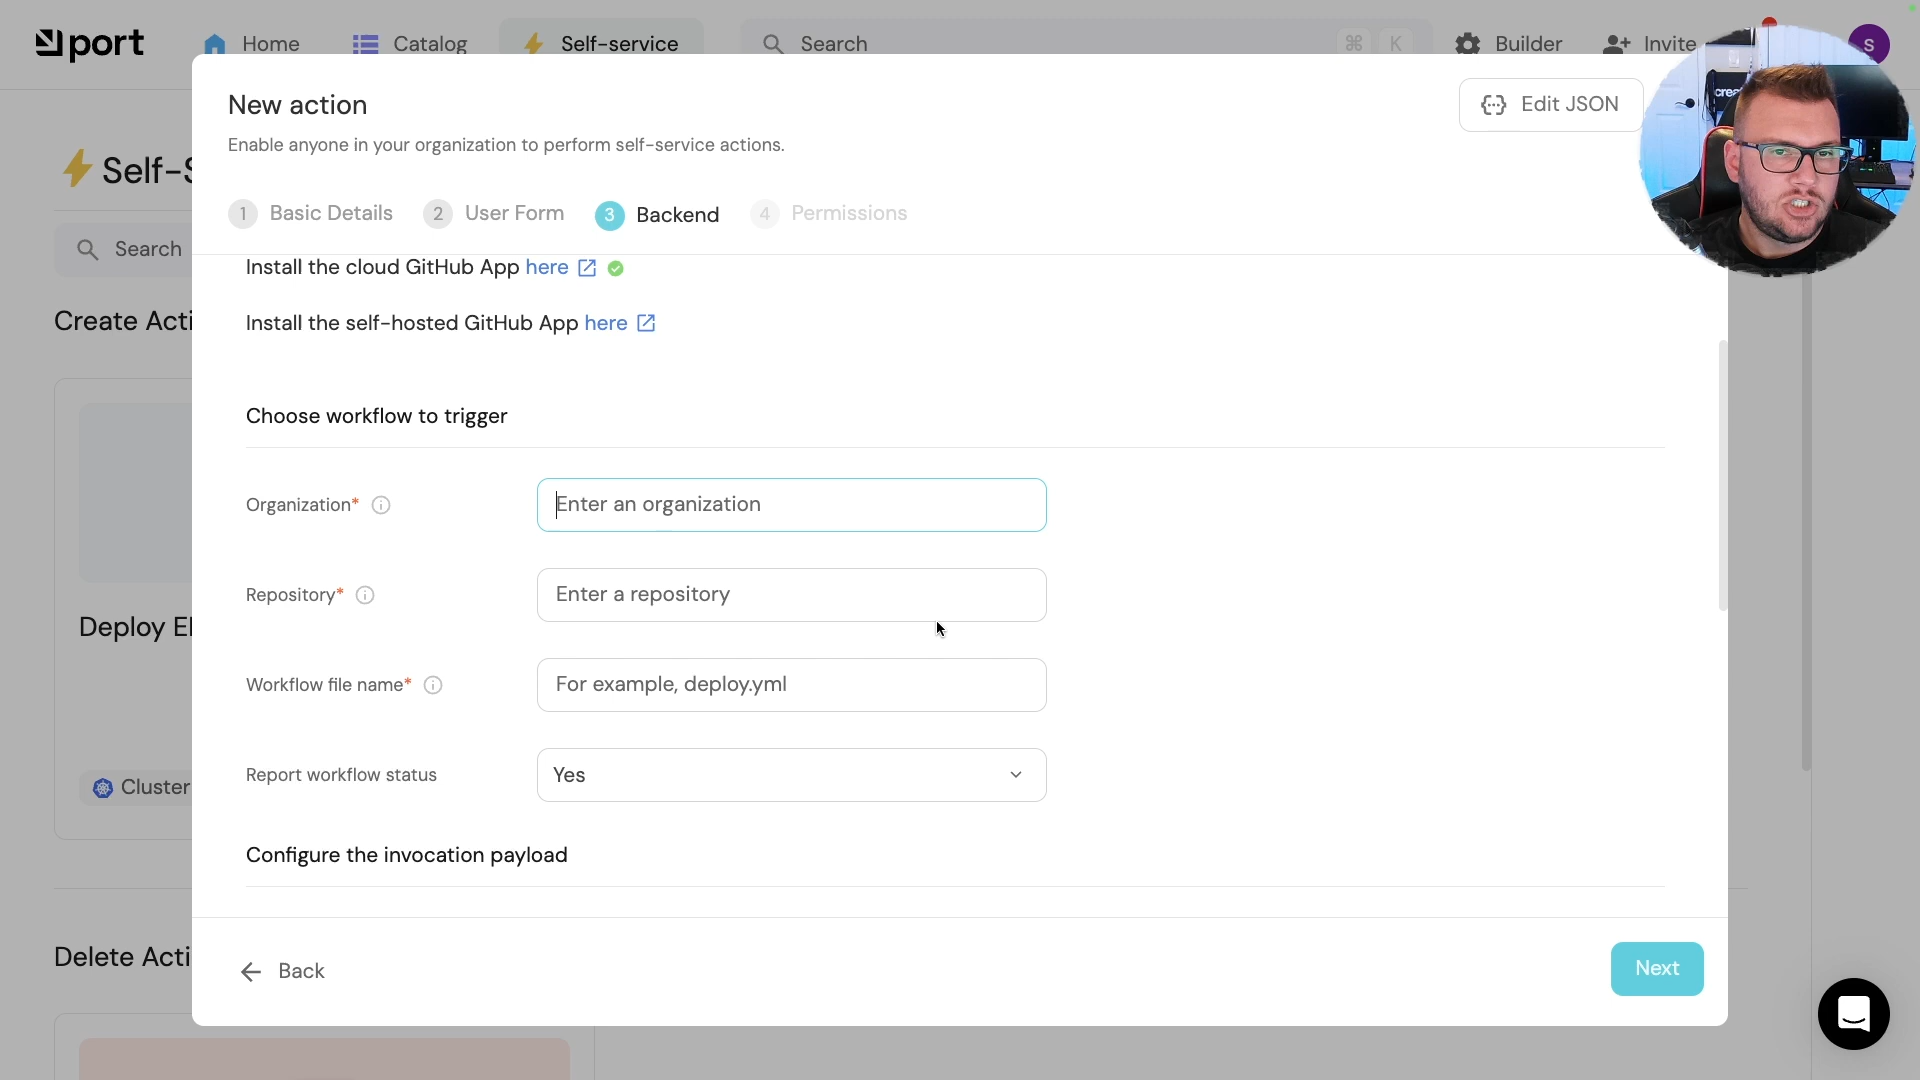 port
Home
Catalog
Self-service
Search
⌘ K
Builder
Invite
S
Self-S
Search
Create Acti
Deploy El
Cluster
Delete Acti
New action
Edit JSON
Enable anyone in your organization to perform self-service actions.
1 Basic Details
2 User Form
3 Backend
4 Permissions
Install the cloud GitHub App here
Install the self-hosted GitHub App here
Choose workflow to trigger
Organization*
Enter an organization
Repository*
Enter a repository
Workflow file name*
For example, deploy.yml
Report workflow status
Yes
Configure the invocation payload
Back
Next